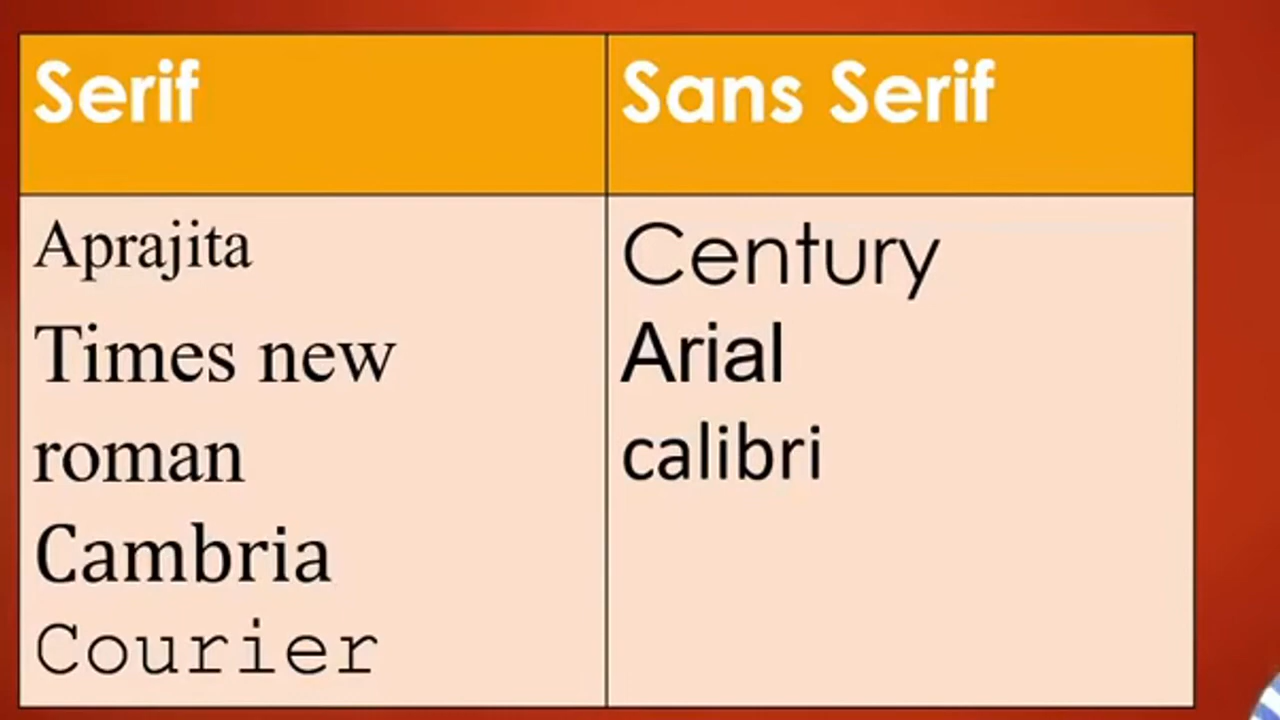 Serif
Sans Serif
Aprajita
Times new
roman
Cambria
Courier
Century
Arial
calibri